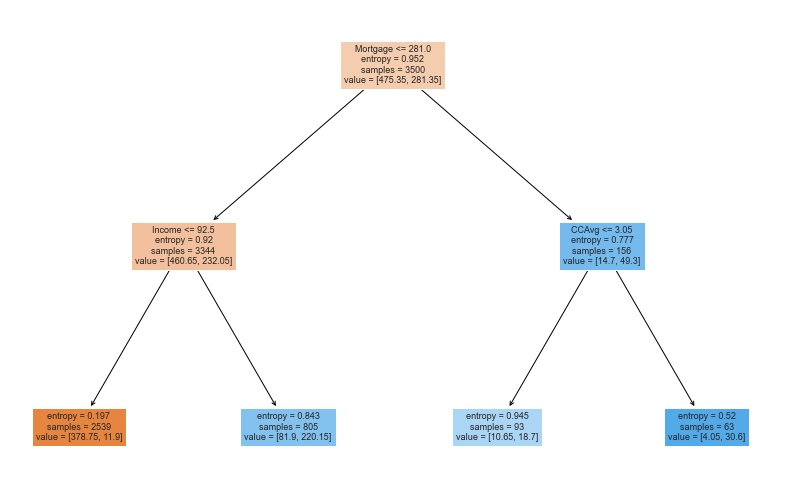 Mortgage <= 281.0
entropy = 0.952
samples = 3500
value = [475.35, 281.35]
Income <= 92.5
entropy = 0.92
samples = 3344
value = [460.65, 232.05]
CCAvg <= 3.05
entropy = 0.777
samples = 156
value = [14.7, 49.3]
entropy = 0.197
samples = 2539
value = [378.75, 11.9]
entropy = 0.843
samples = 805
value = [81.9, 220.15]
entropy = 0.945
samples = 93
value = [10.65, 18.7]
entropy = 0.52
samples = 63
value = [4.05, 30.6]